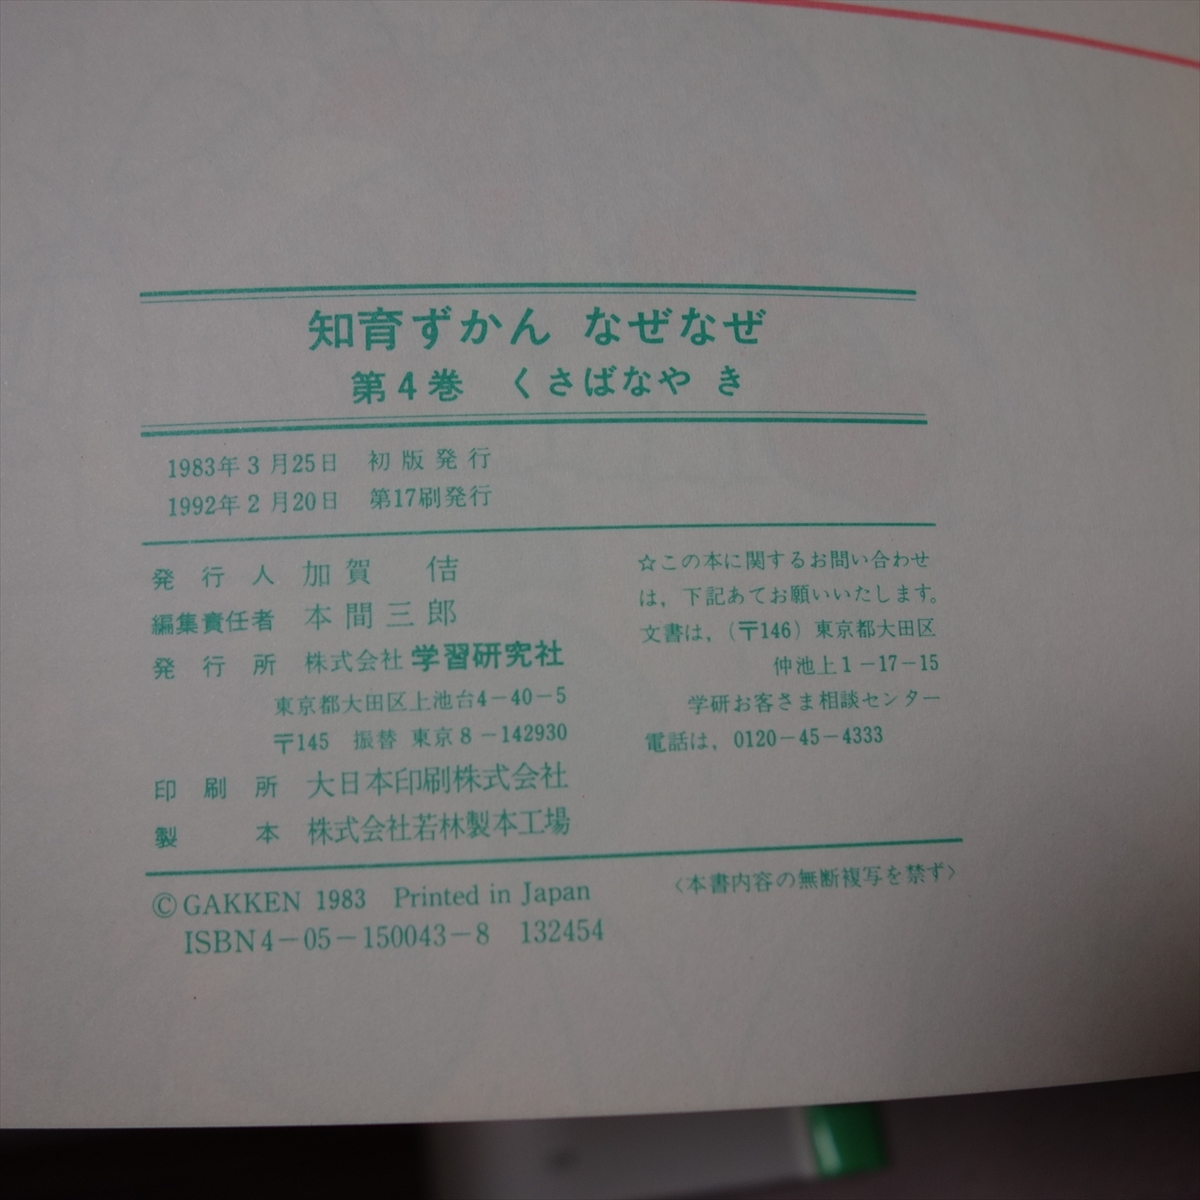 知育ずかん なぜなぜ
第4巻 くさばなや き
1983年3月25日 初版発行
1992年2月20日 第17刷発行
発行人 加賀 佶
編集責任者 本間三郎
発行所 株式会社 学習研究社
東京都大田区上池台4-40-5
〒145 振替 東京8-142930
印刷所 大日本印刷株式会社
製本 株式会社若林製本工場
☆この本に関するお問い合わせ
は、下記あてお願いいたします。
文書は,(〒146) 東京都大田区
仲池上1-17-15
学研お客さま相談センター
電話は, 0120-45-4333
©GAKKEN 1983 Printed in Japan
〈本書内容の無断複写を禁ず〉
ISBN4-05-150043-8 132454